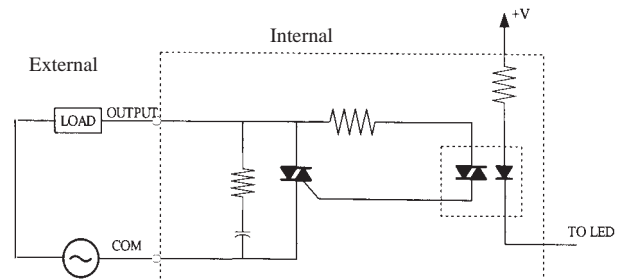 +V
Internal
External
LOAD
OUTPUT
COM
TO LED